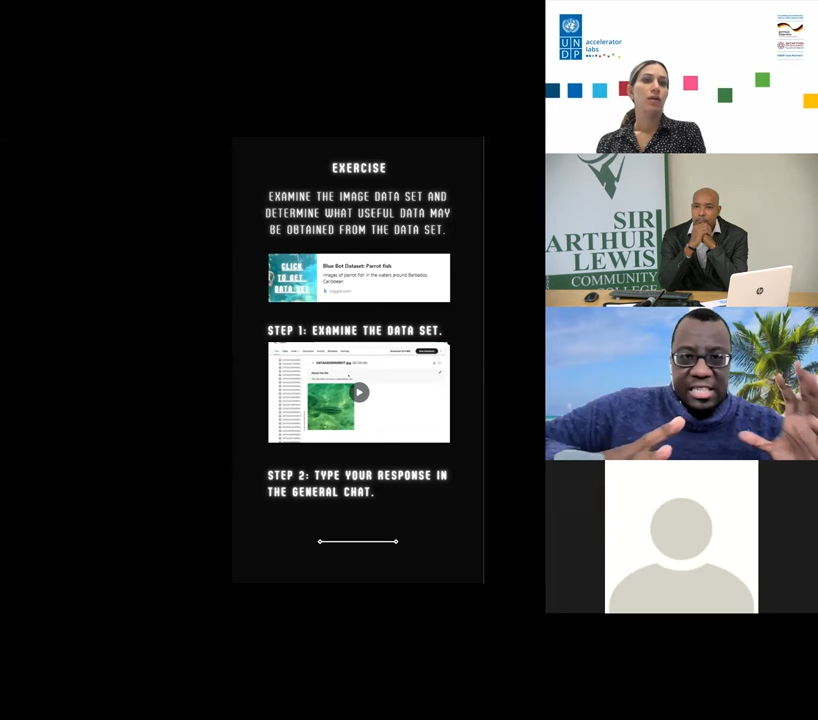 EXERCISE
EXAMINE THE IMAGE DATA SET AND
DETERMINE WHAT USEFUL DATA MAY
BE OBTAINED FROM THE DATA SET.
CLICK
TO GET
DATA SET
Blue Bot Dataset: Parrot fish
Images of parrot fish in the waters around Barbados,
Caribbean
STEP 1: EXAMINE THE DATA SET.
STEP 2: TYPE YOUR RESPONSE IN
THE GENERAL CHAT.
U N
D P
accelerator
labs
SIR
ARTHUR
LEWIS
COMMUNITY
COLLEGE
hp